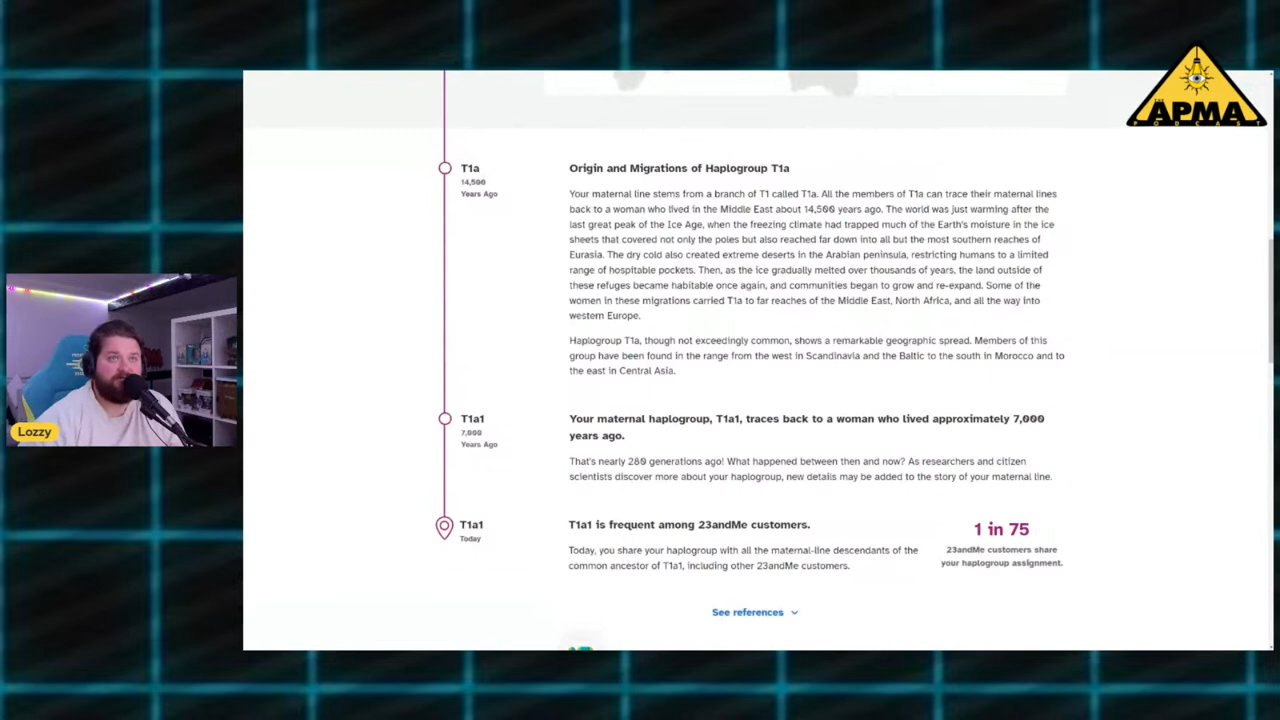 THE
APMA
PODCAST
T1a
14,500
Years Ago
Origin and Migrations of Haplogroup T1a
Your maternal line stems from a branch of T1 called T1a. All the members of T1a can trace their maternal lines
back to a woman who lived in the Middle East about 14,500 years ago. The world was just warming after the
last great peak of the Ice Age, when the freezing climate had trapped much of the Earth's moisture in the ice
sheets that covered not only the poles but also reached far down into all but the most southern reaches of
Eurasia. The dry cold also created extreme deserts in the Arabian peninsula, restricting humans to a limited
range of hospitable pockets. Then, as the ice gradually melted over thousands of years, the land outside of
these refuges became habitable once again, and communities began to grow and re-expand. Some of the
women in these migrations carried T1a to far reaches of the Middle East, North Africa, and all the way into
western Europe.
Haplogroup T1a, though not exceedingly common, shows a remarkable geographic spread. Members of this
group have been found in the range from the west in Scandinavia and the Baltic to the south in Morocco and to
the east in Central Asia.
T1a1
7,000
Years Ago
Your maternal haplogroup, T1a1, traces back to a woman who lived approximately 7,000
years ago.
That's nearly 280 generations ago! What happened between then and now? As researchers and citizen
scientists discover more about your haplogroup, new details may be added to the story of your maternal line.
Lozzy
T1a1
Today
T1a1 is frequent among 23andMe customers.
Today, you share your haplogroup with all the maternal-line descendants of the
common ancestor of T1a1, including other 23andMe customers.
1 in 75
23andMe customers share
your haplogroup assignment.
See references